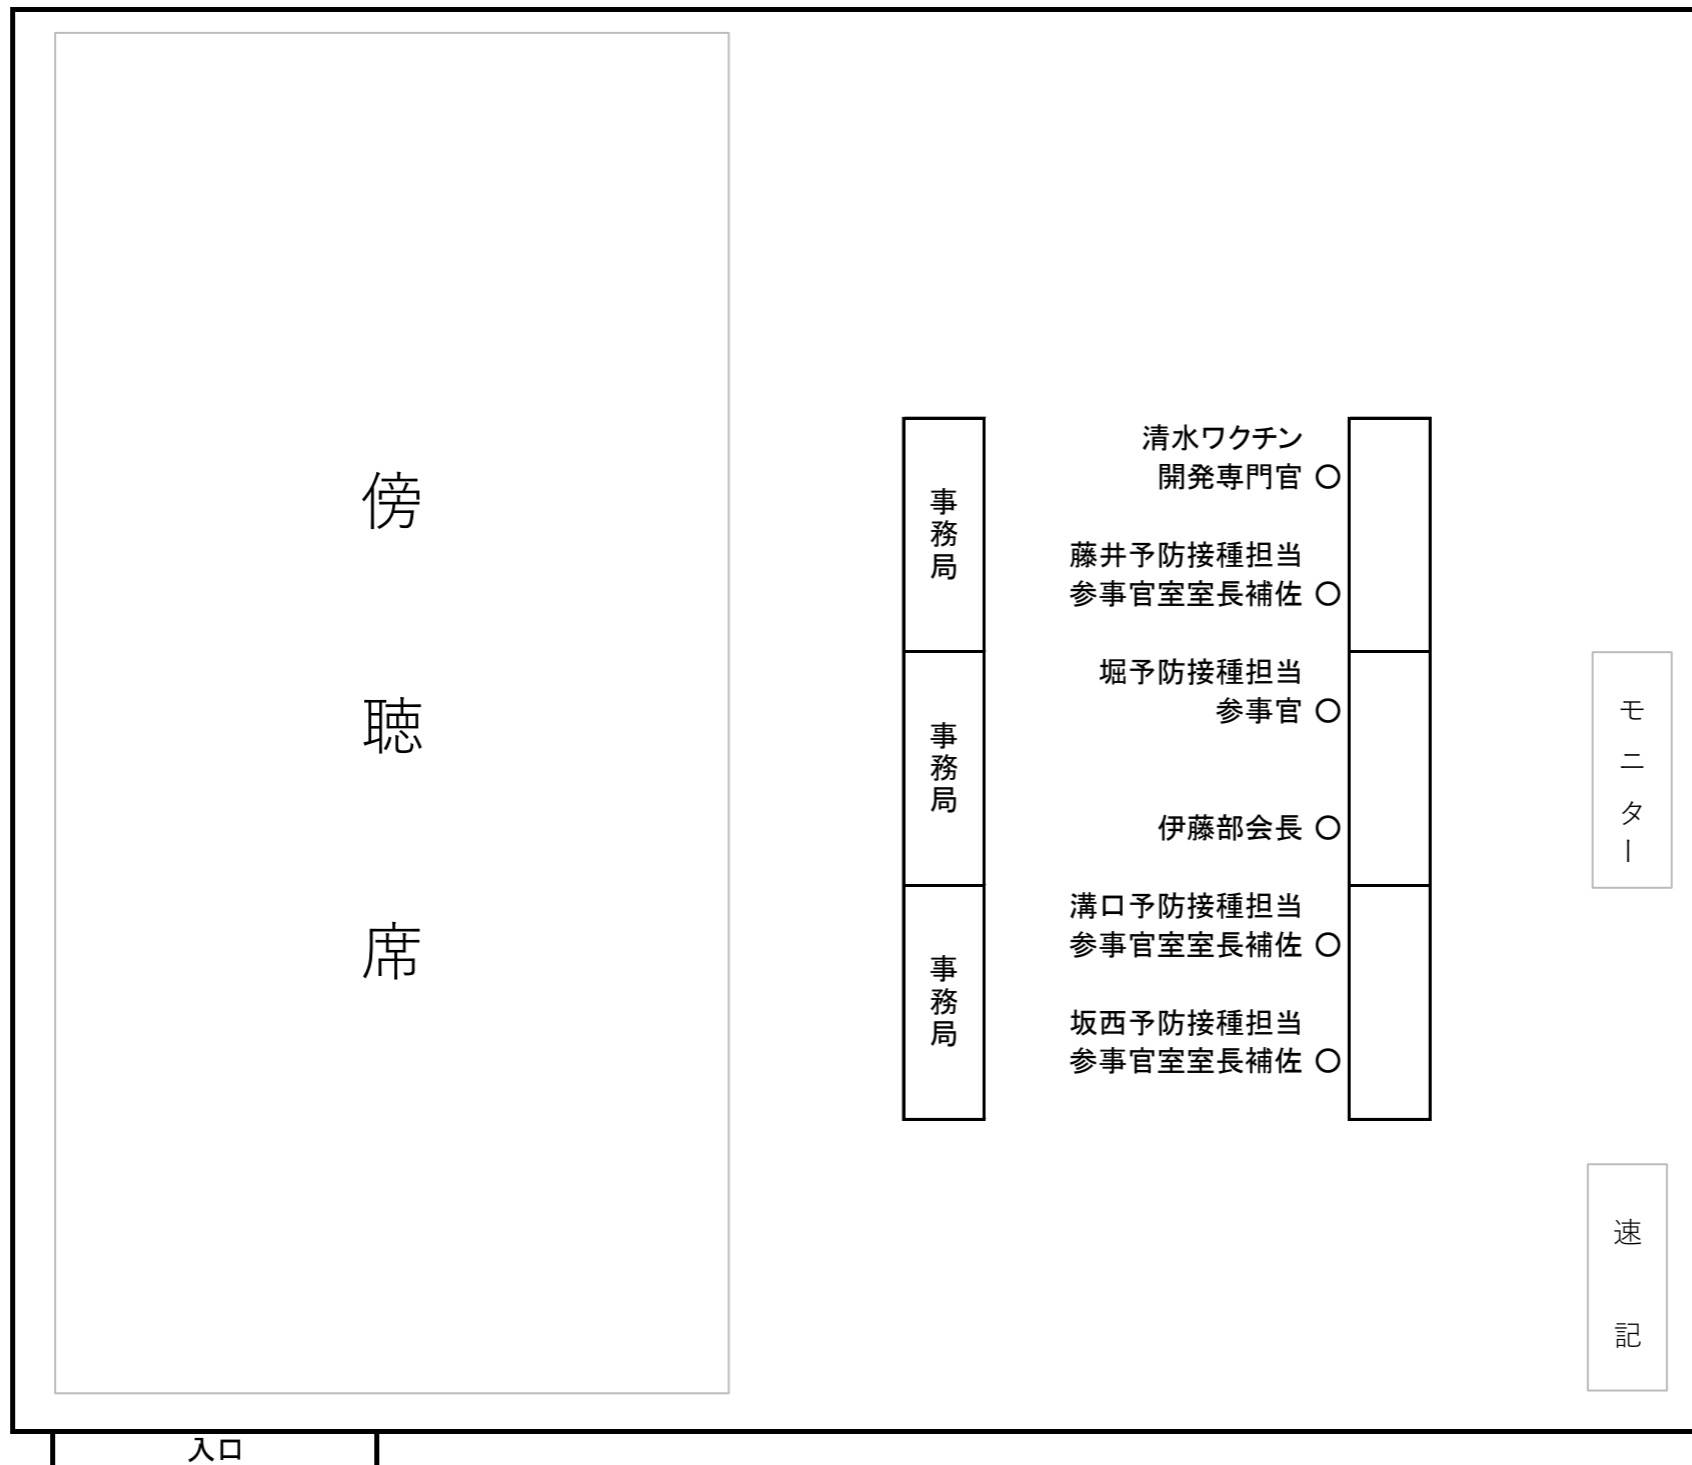 傍聴席
事務局
事務局
事務局
清水ワクチン
開発専門官 ○
藤井予防接種担当
参事官室室長補佐 ○
堀予防接種担当
参事官 ○
伊藤部会長 ○
溝口予防接種担当
参事官室室長補佐 ○
坂西予防接種担当
参事官室室長補佐 ○
モニター
速記
入口